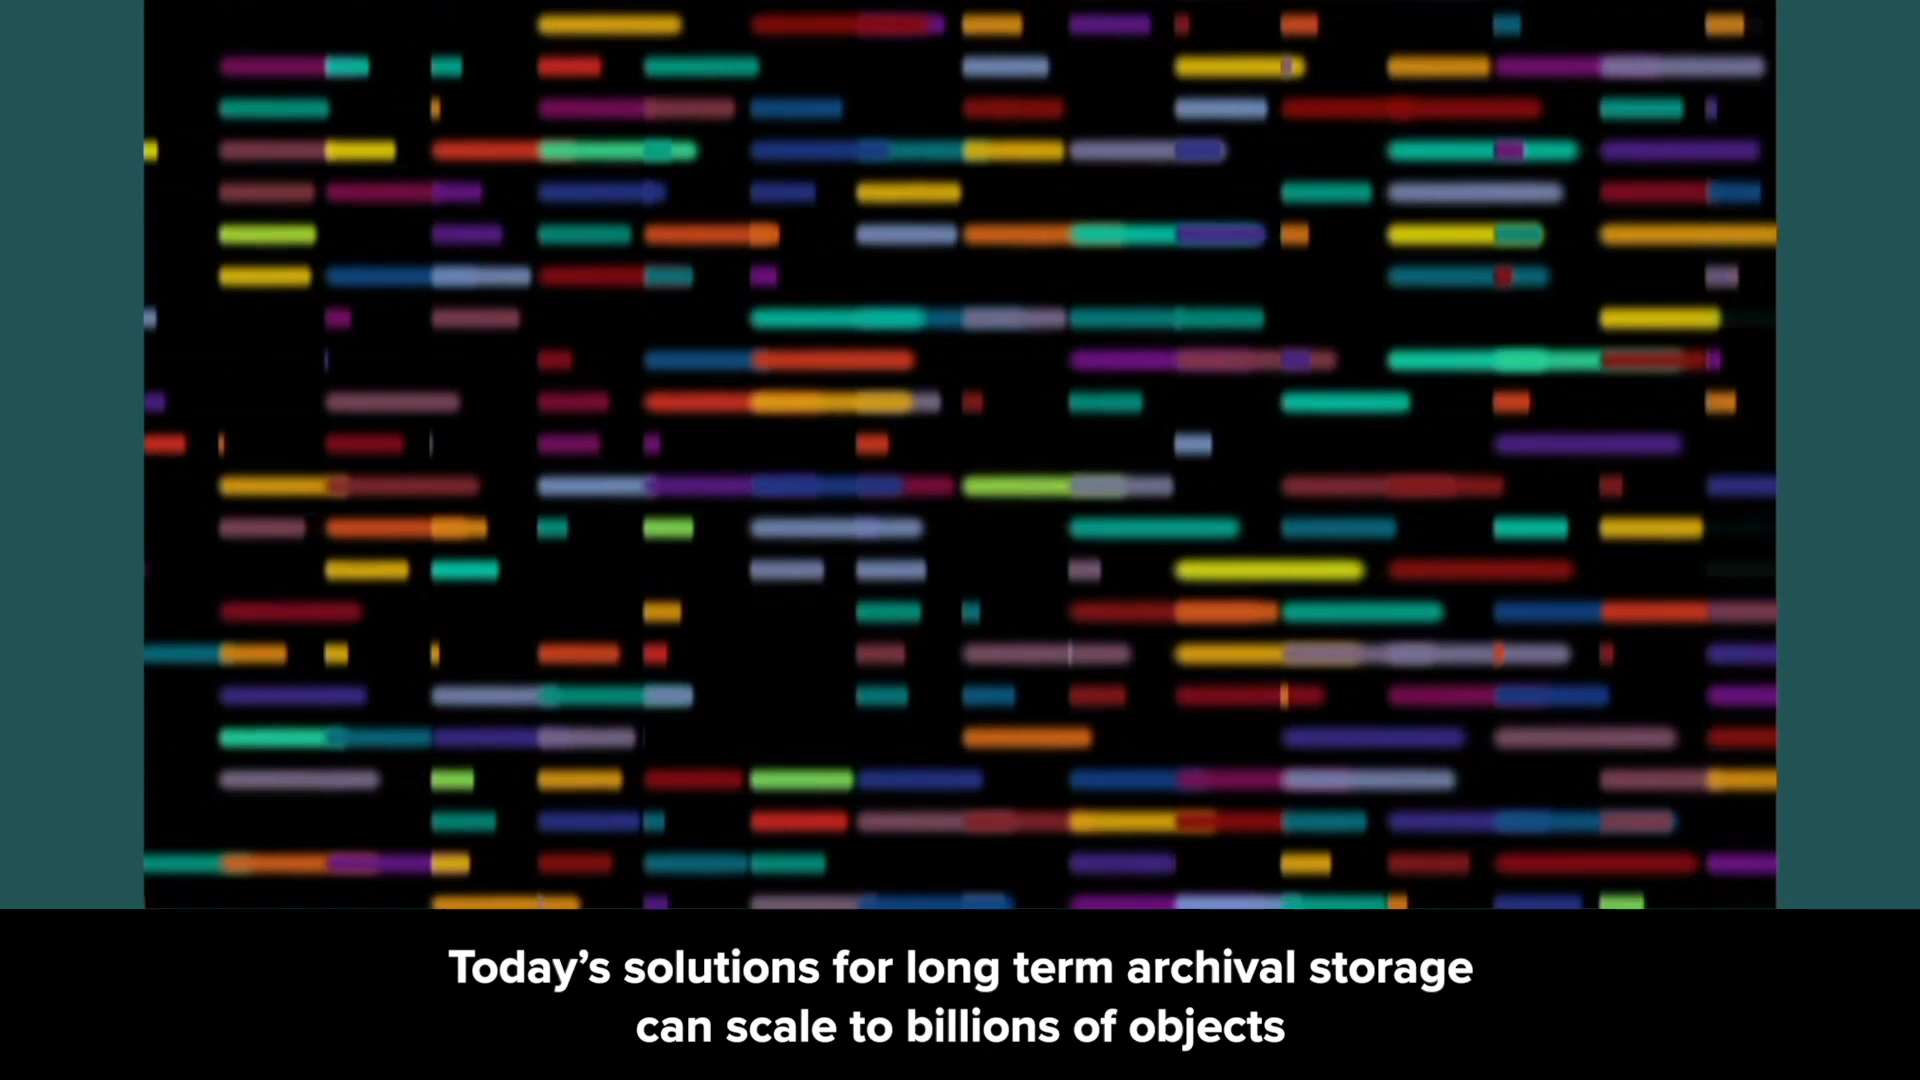 Today’s solutions for long term archival storage
can scale to billions of objects